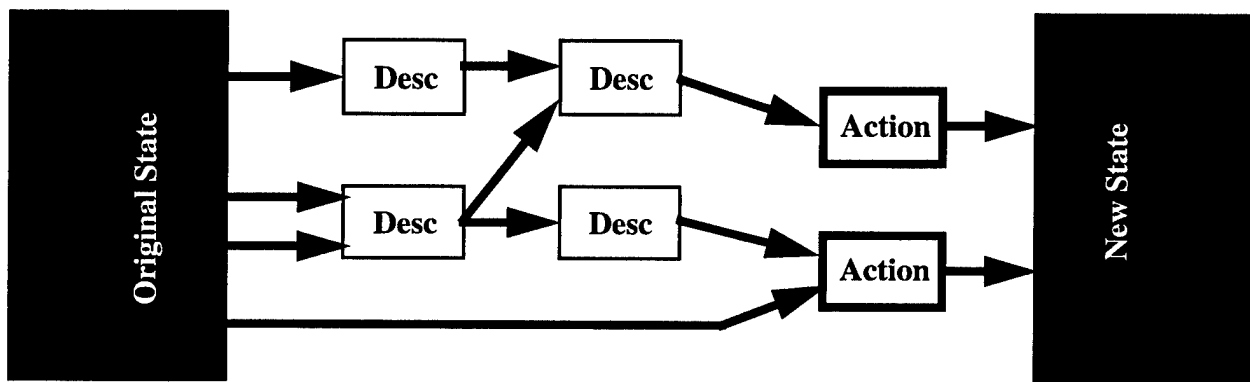 Original State
Desc
Desc
Action
Desc
Desc
Action
New State